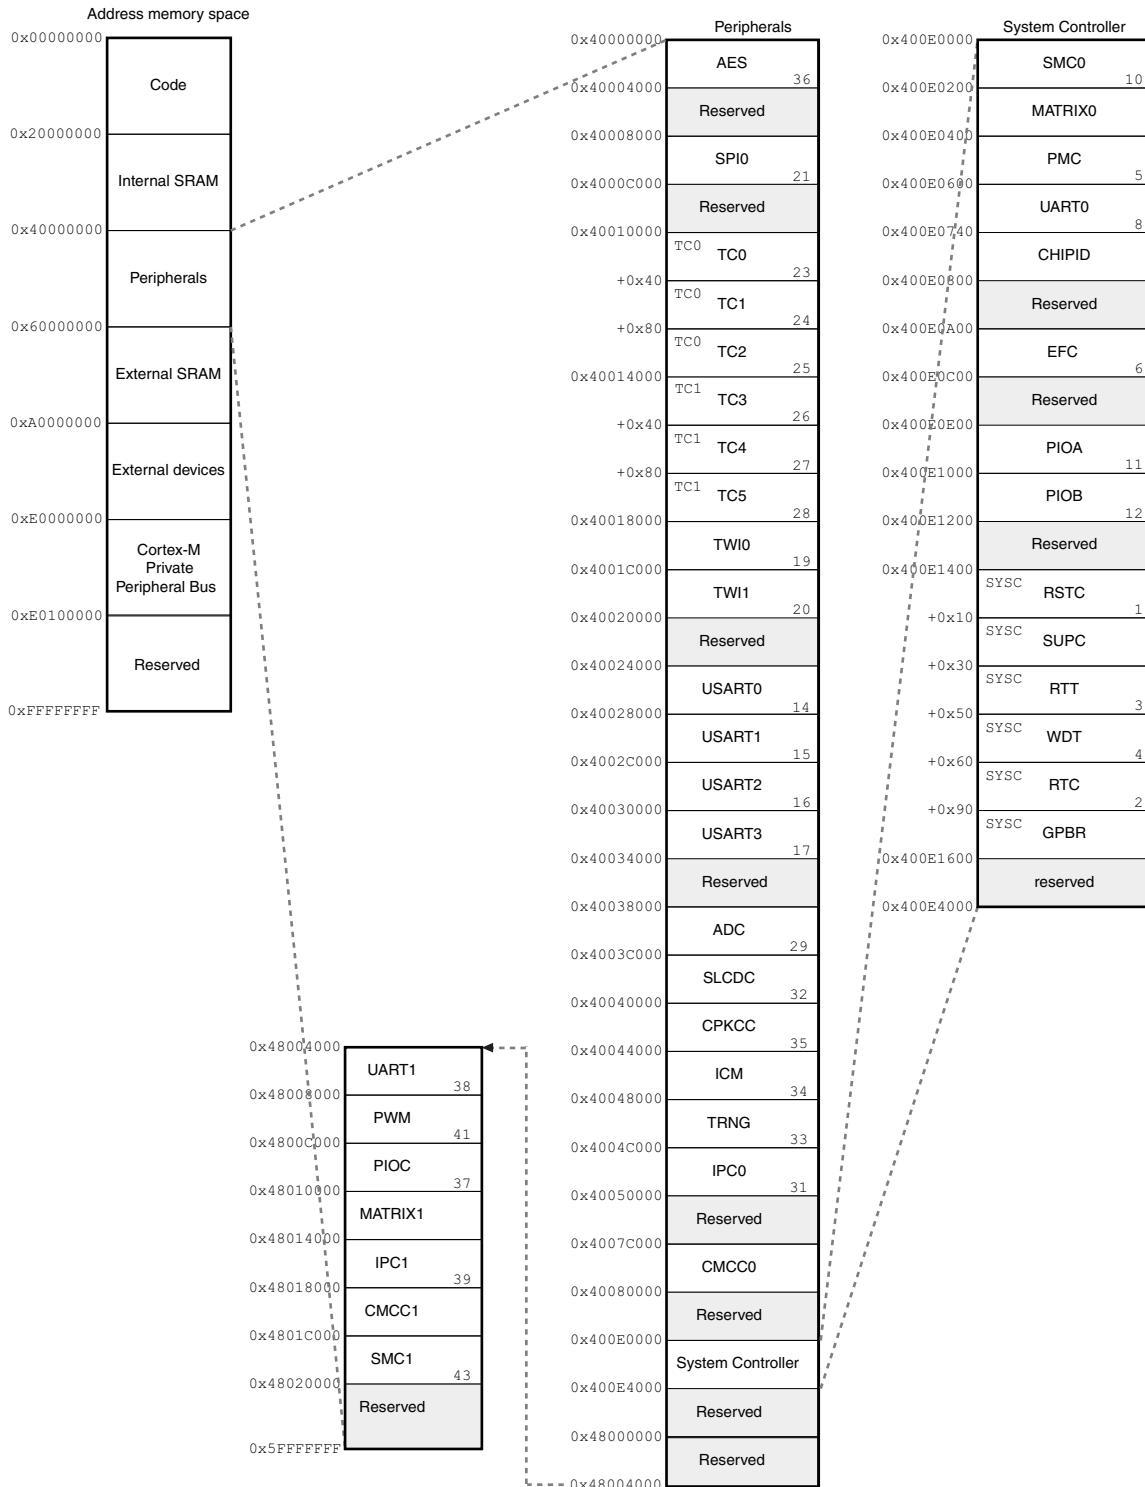 Address memory space
0x00000000
Code
0x20000000
Internal SRAM
0x40000000
Peripherals
0x60000000
External SRAM
0xA0000000
External devices
0xE0000000
Cortex-M
Private
Peripheral Bus
0xE0100000
Reserved
0xFFFFFFFF
0x48004000
UART1
38
0x48008000
PWM
41
0x4800C000
PIOC
37
0x48010000
MATRIX1
0x48014000
IPC1
39
0x48018000
CMCC1
0x4801C000
SMC1
43
0x48020000
Reserved
0x5FFFFFFF
Peripherals
0x40000000
AES
36
0x40004000
Reserved
0x40008000
SPI0
21
0x4000C000
Reserved
0x40010000
TC0
TC0
23
+0x40
TC0
TC1
24
+0x80
TC0
TC2
25
0x40014000
TC1
TC3
26
+0x40
TC1
TC4
27
+0x80
TC1
TC5
28
0x40018000
TWI0
19
0x4001C000
TWI1
20
0x40020000
Reserved
0x40024000
USART0
14
0x40028000
USART1
15
0x4002C000
USART2
16
0x40030000
USART3
17
0x40034000
Reserved
0x40038000
ADC
29
0x4003C000
SLCDC
32
0x40040000
CPKCC
35
0x40044000
ICM
34
0x40048000
TRNG
33
0x4004C000
IPC0
31
0x40050000
Reserved
0x4007C000
CMCC0
0x40080000
Reserved
0x400E0000
System Controller
0x400E4000
Reserved
0x48000000
Reserved
0x48004000
System Controller
0x400E0000
SMC0
10
0x400E0200
MATRIX0
0x400E0400
PMC
5
0x400E0600
UART0
8
0x400E0740
CHIPID
0x400E0800
Reserved
0x400E0A00
EFC
6
0x400E0C00
Reserved
0x400E0E00
PIOA
11
0x400E1000
PIOB
12
0x400E1200
Reserved
0x400E1400
SYSC
RSTC
1
+0x10
SYSC
SUPC
+0x30
SYSC
RTT
3
+0x50
SYSC
WDT
4
+0x60
SYSC
RTC
2
+0x90
SYSC
GPBR
0x400E1600
reserved
0x400E4000